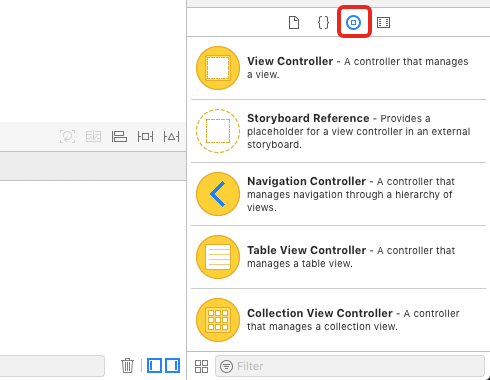 { }
View Controller - A controller that manages
a view.
Storyboard Reference - Provides a
placeholder for a view controller in an external
storyboard.
Navigation Controller - A controller that
manages navigation through a hierarchy of
views.
Table View Controller - A controller that
manages a table view.
Collection View Controller - A controller
that manages a collection view.
Filter